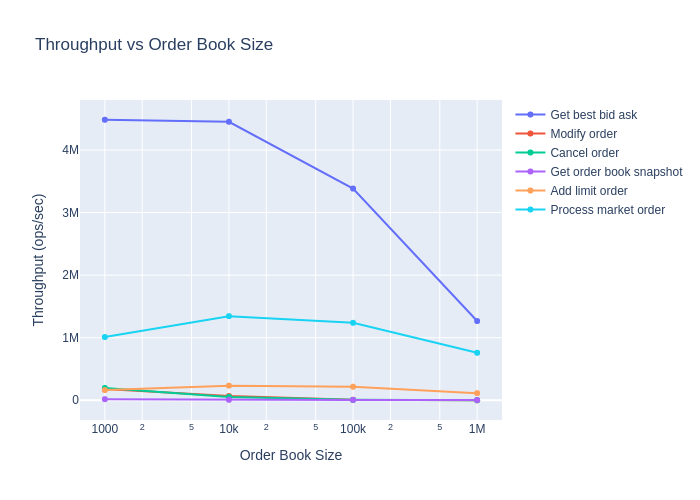 Throughput vs Order Book Size
Throughput (ops/sec)
4M
3M
2M
1M
0
1000 2 5 10k 2 5 100k 2 5 1M
Order Book Size
Get best bid ask
Modify order
Cancel order
Get order book snapshot
Add limit order
Process market order